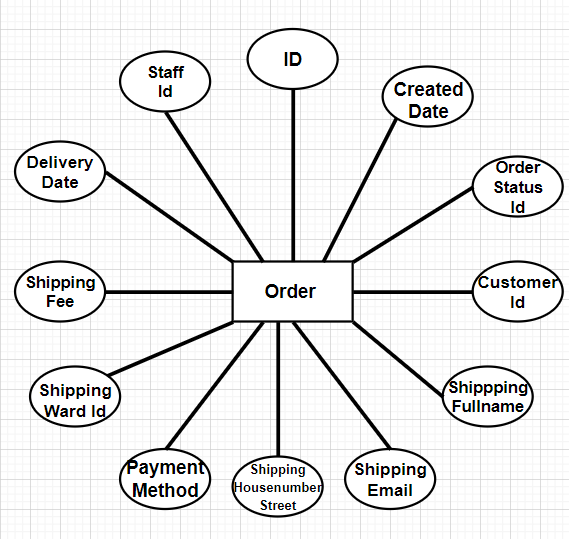 ID
Staff
Id
Created
Date
Delivery
Date
Order
Status
Id
Shipping
Fee
Order
Customer
Id
Shipping
Ward Id
Shippping
Fullname
Payment
Method
Shipping
Housenumber
Street
Shipping
Email